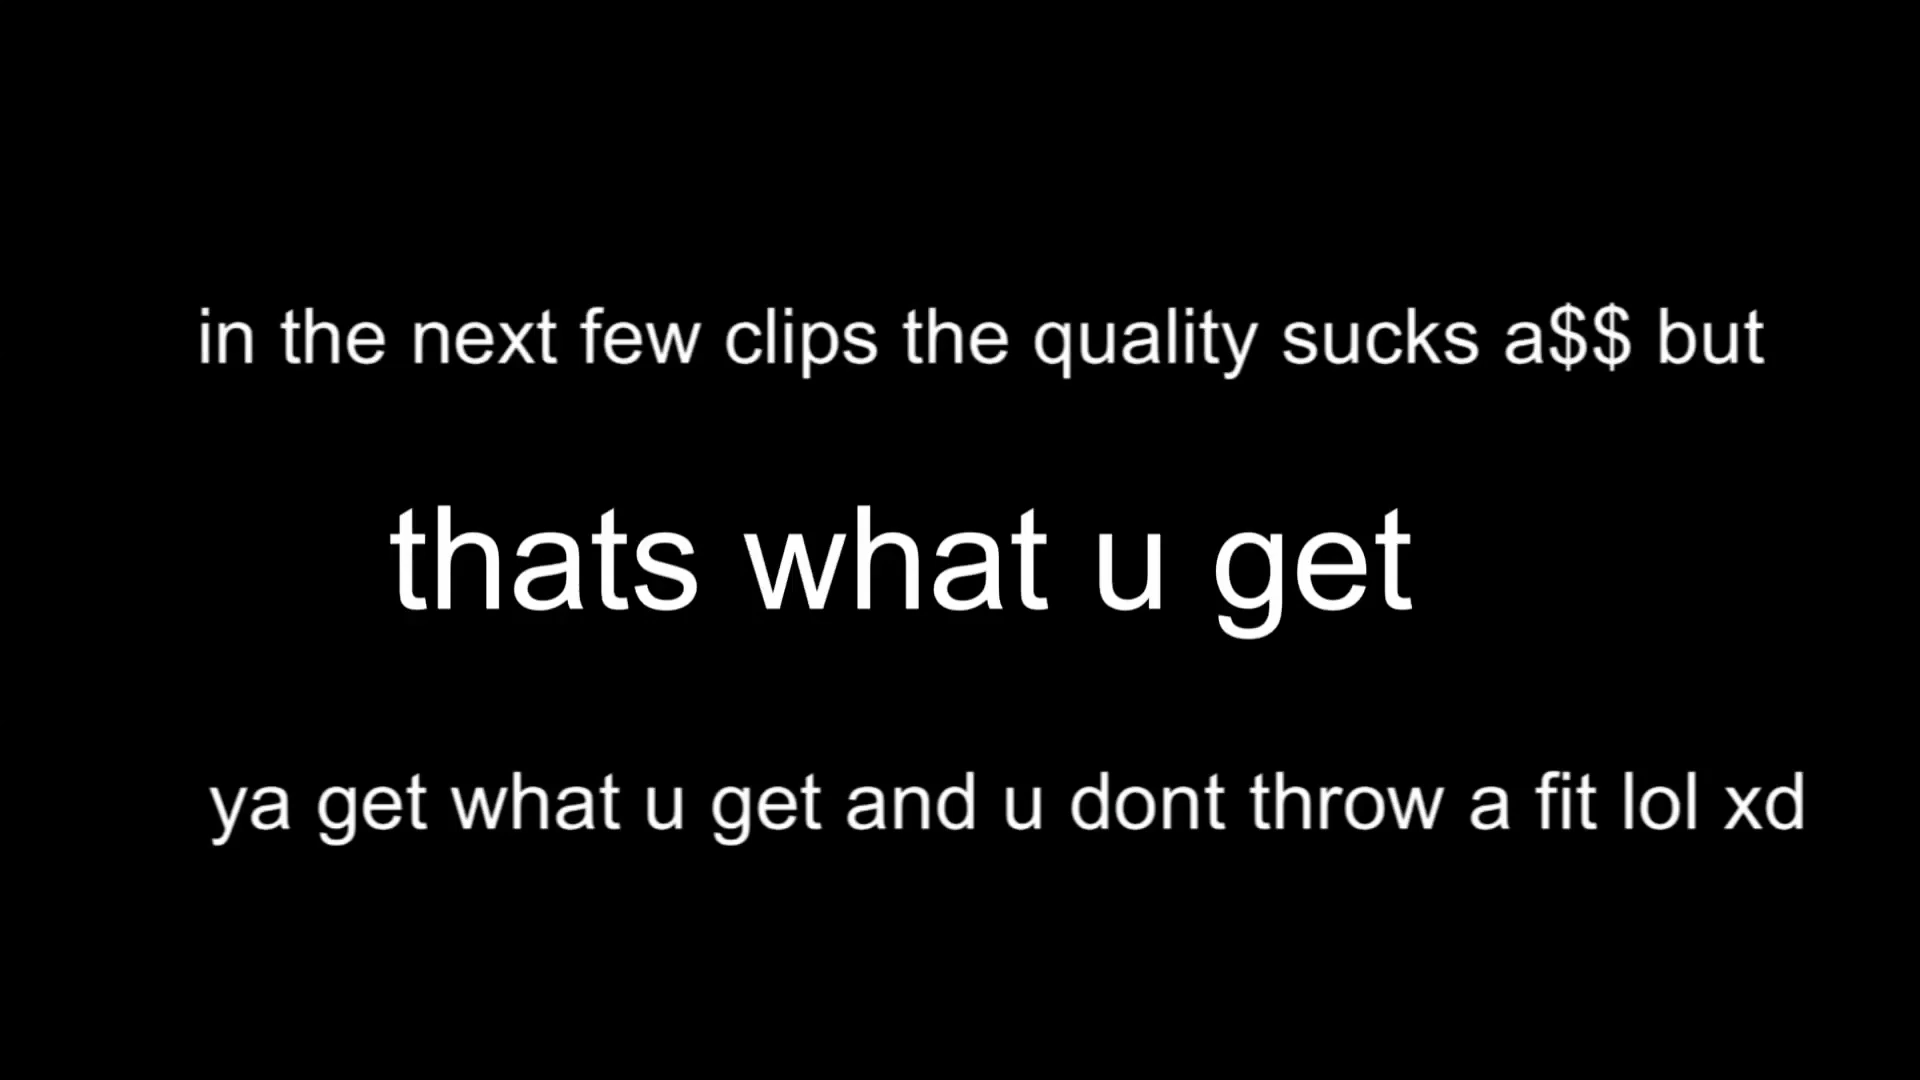 in the next few clips the quality sucks a$$ but
thats what u get
ya get what u get and u dont throw a fit lol xd